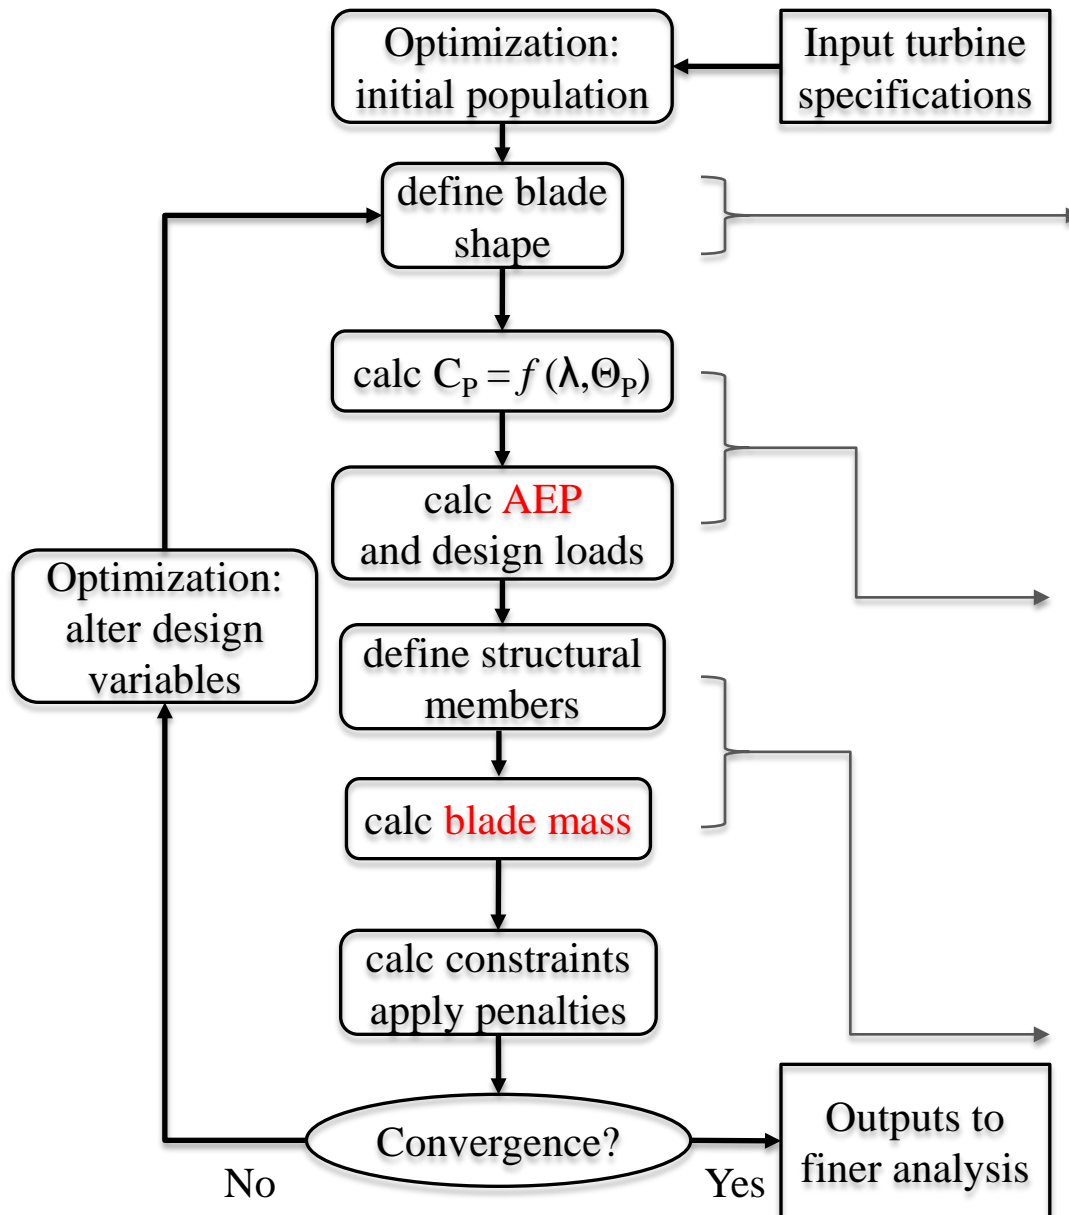 Optimization:
initial population
Input turbine
specifications
define blade
shape
calc C_P = f (λ,Θ_P)
calc AEP
and design loads
Optimization:
alter design
variables
define structural
members
calc blade mass
calc constraints
apply penalties
Convergence?
No
Yes
Outputs to
finer analysis